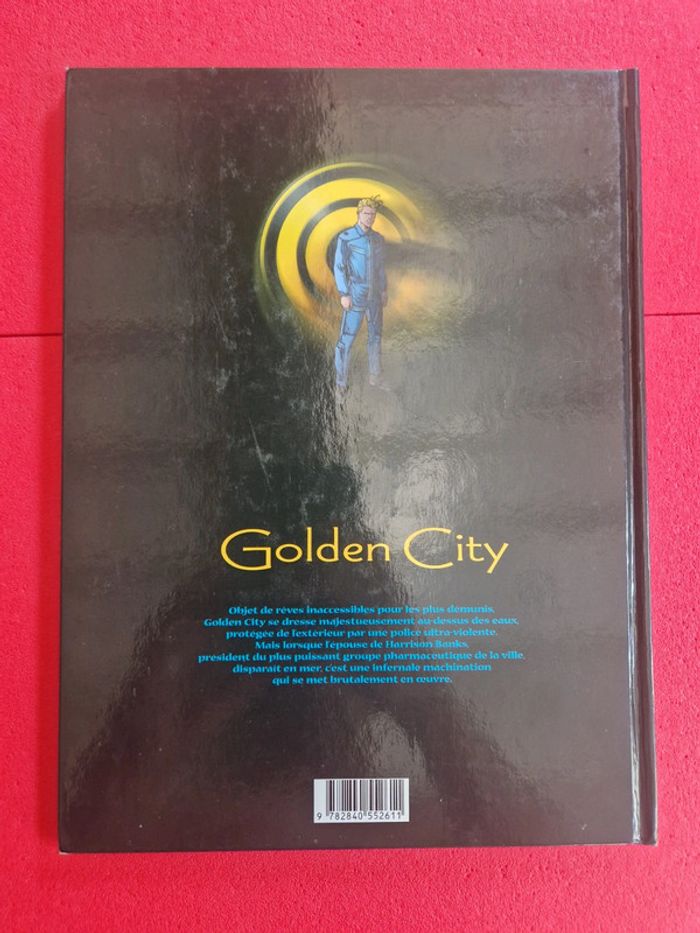 Golden City
Objet de rêves inaccessibles pour les plus démunis,
Golden City se dresse majestueusement au-dessus des eaux,
protégée de l'extérieur par une police ultra-violente.
Mais lorsque l'épouse de Harrison Banks,
président du plus puissant groupe pharmaceutique de la ville,
disparaît en mer, c'est une infernale machination
qui se met brutalement en œuvre.
9 782840 552611